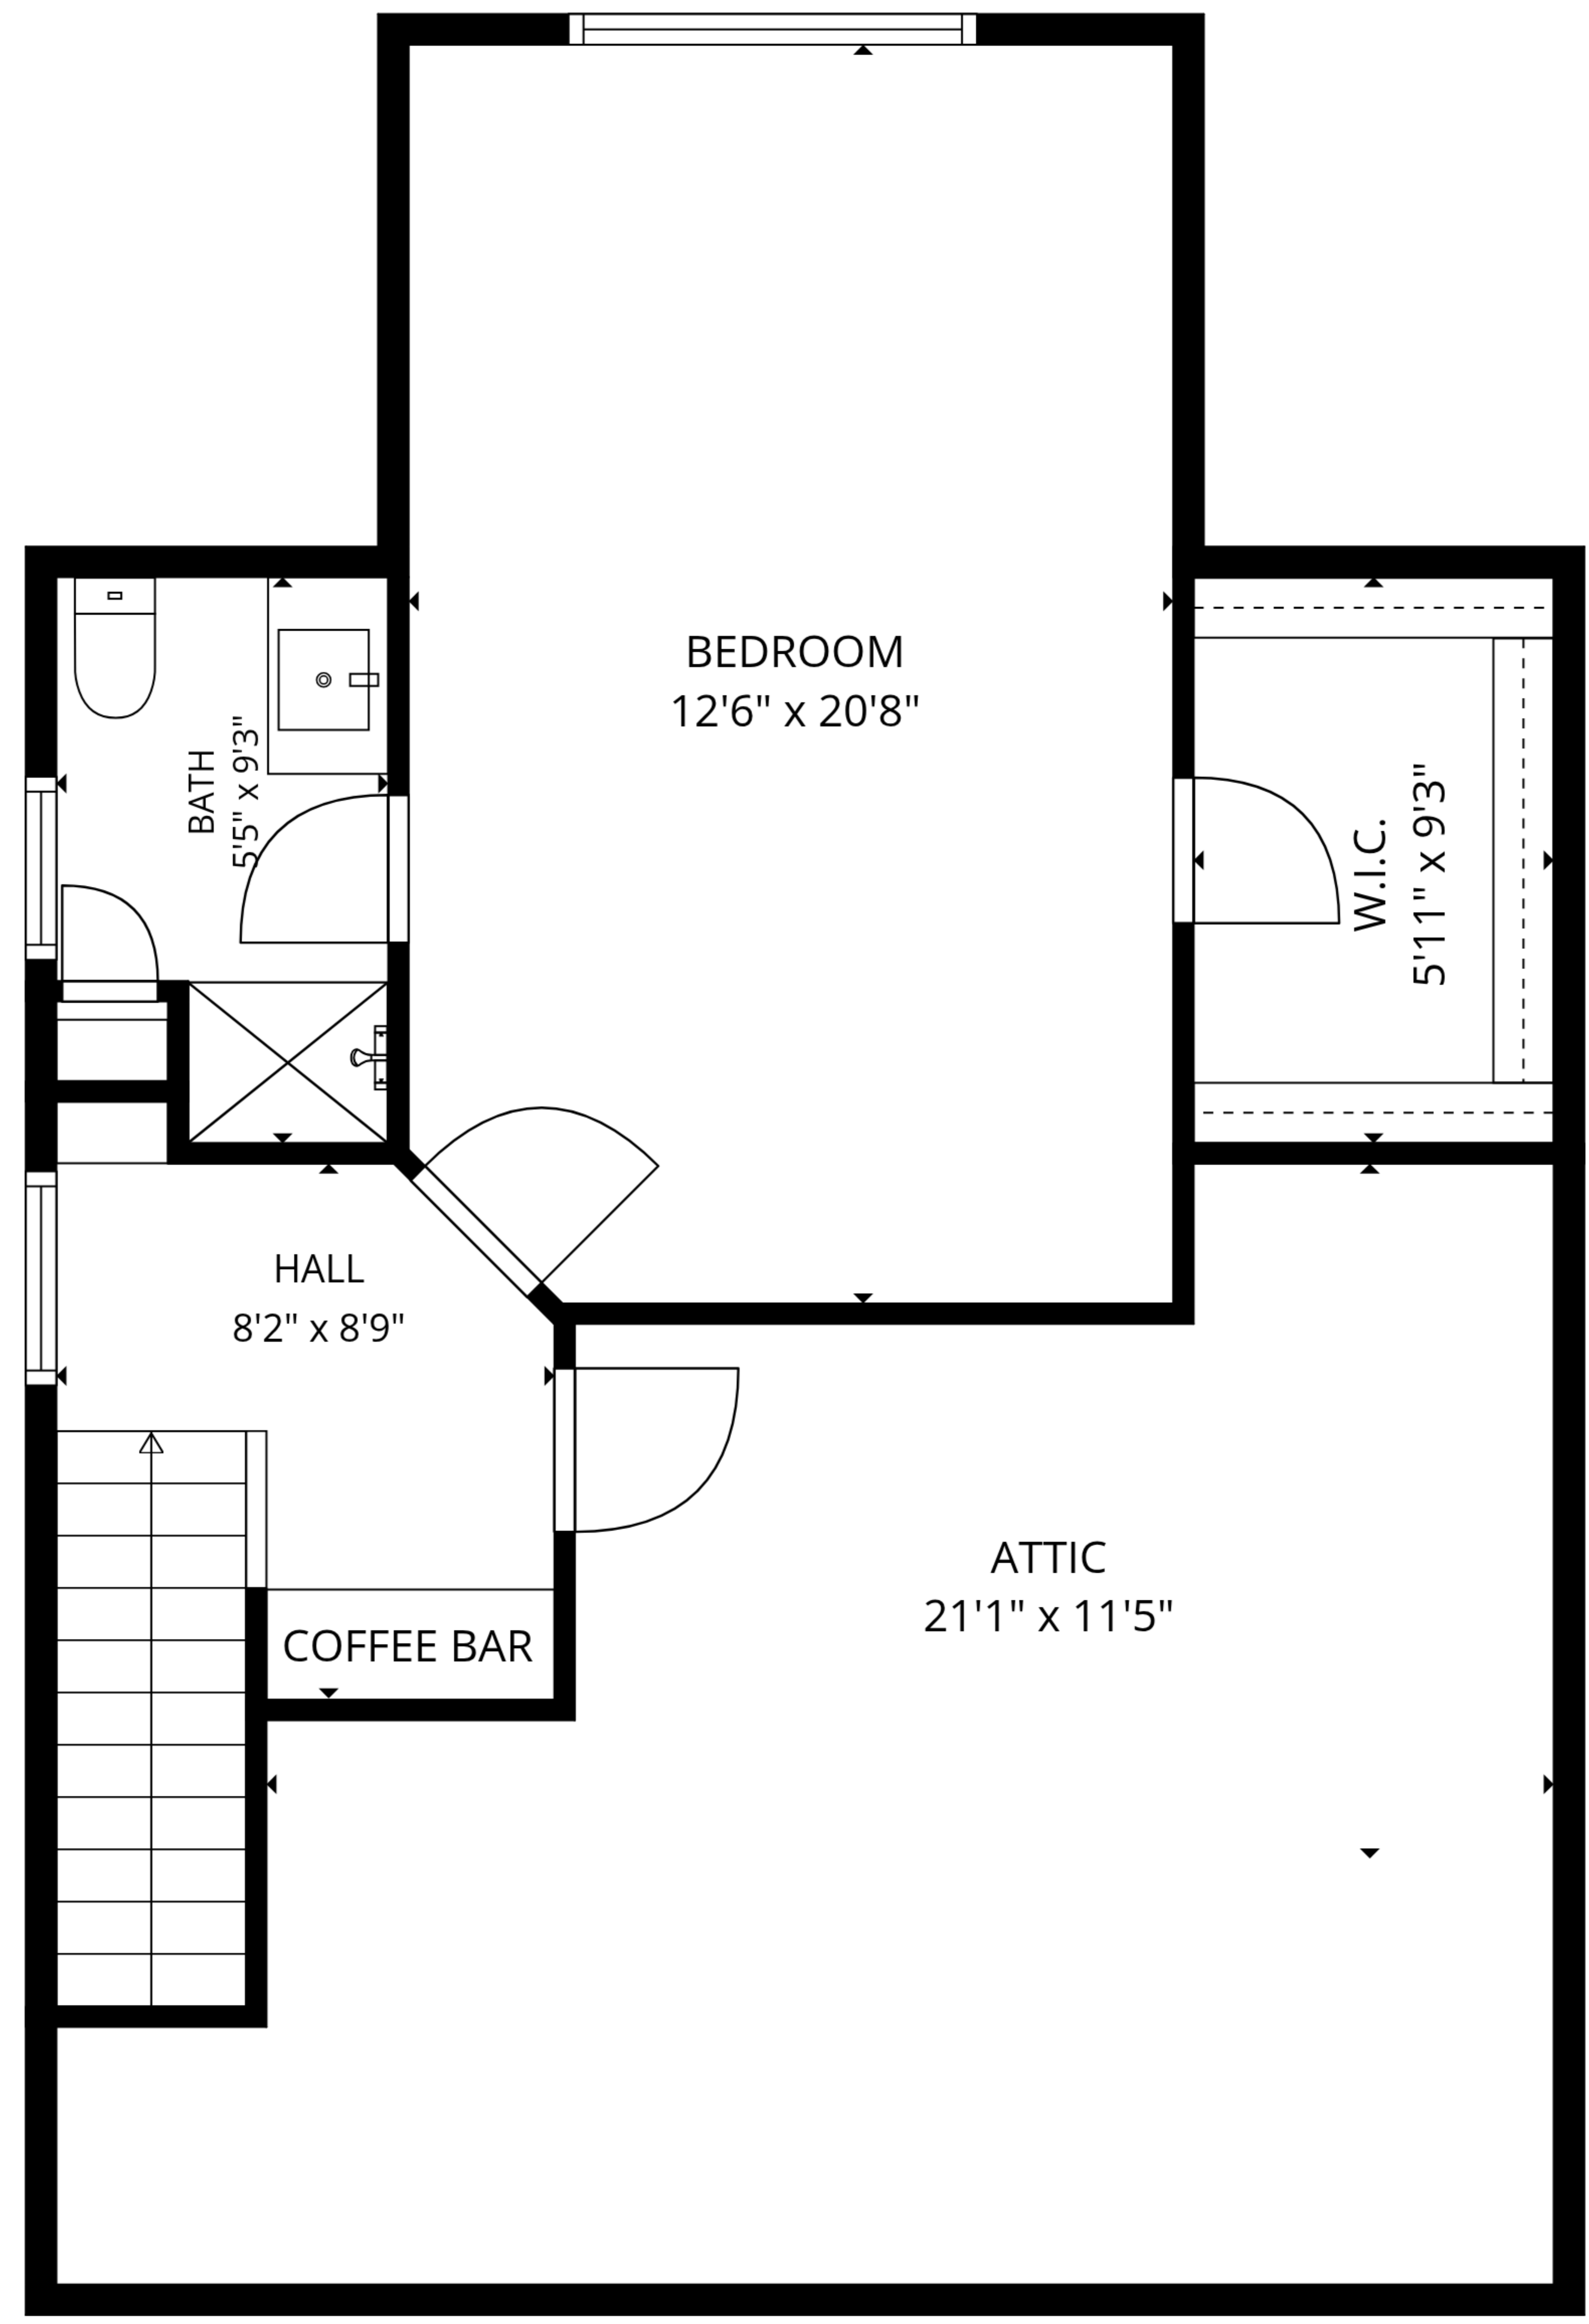 BEDROOM
12'6" x 20'8"
BATH
5'5" x 9'3"
W.I.C.
5'11" x 9'3"
HALL
8'2" x 8'9"
ATTIC
21'1" x 11'5"
COFFEE BAR